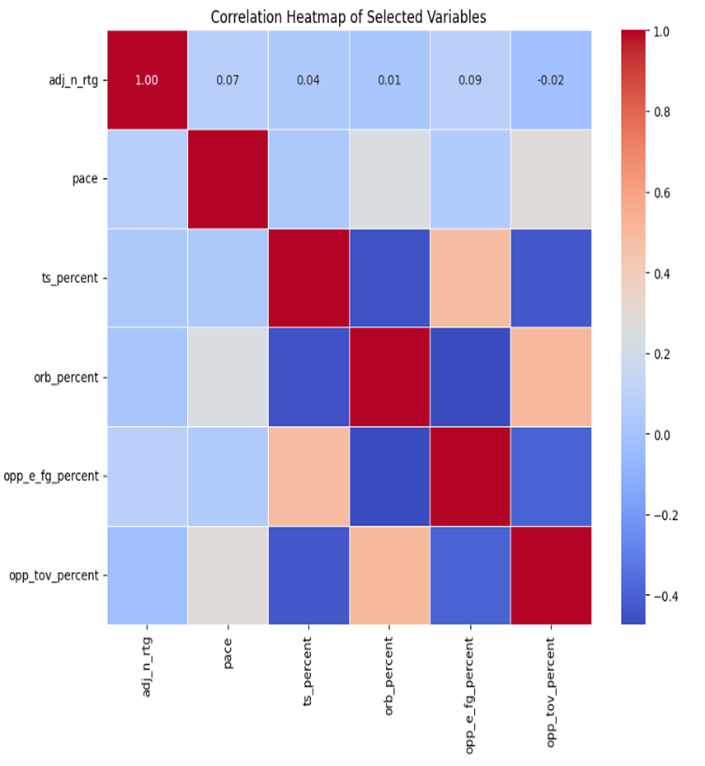 Correlation Heatmap of Selected Variables
adj_n_rtg
1.00 0.07 0.04 0.01 0.09 -0.02
pace
ts_percent
orb_percent
opp_e_fg_percent
opp_tov_percent
adj_n_rtg
pace
ts_percent
orb_percent
opp_e_fg_percent
opp_tov_percent
1.0
0.8
0.6
0.4
0.2
0.0
−0.2
−0.4